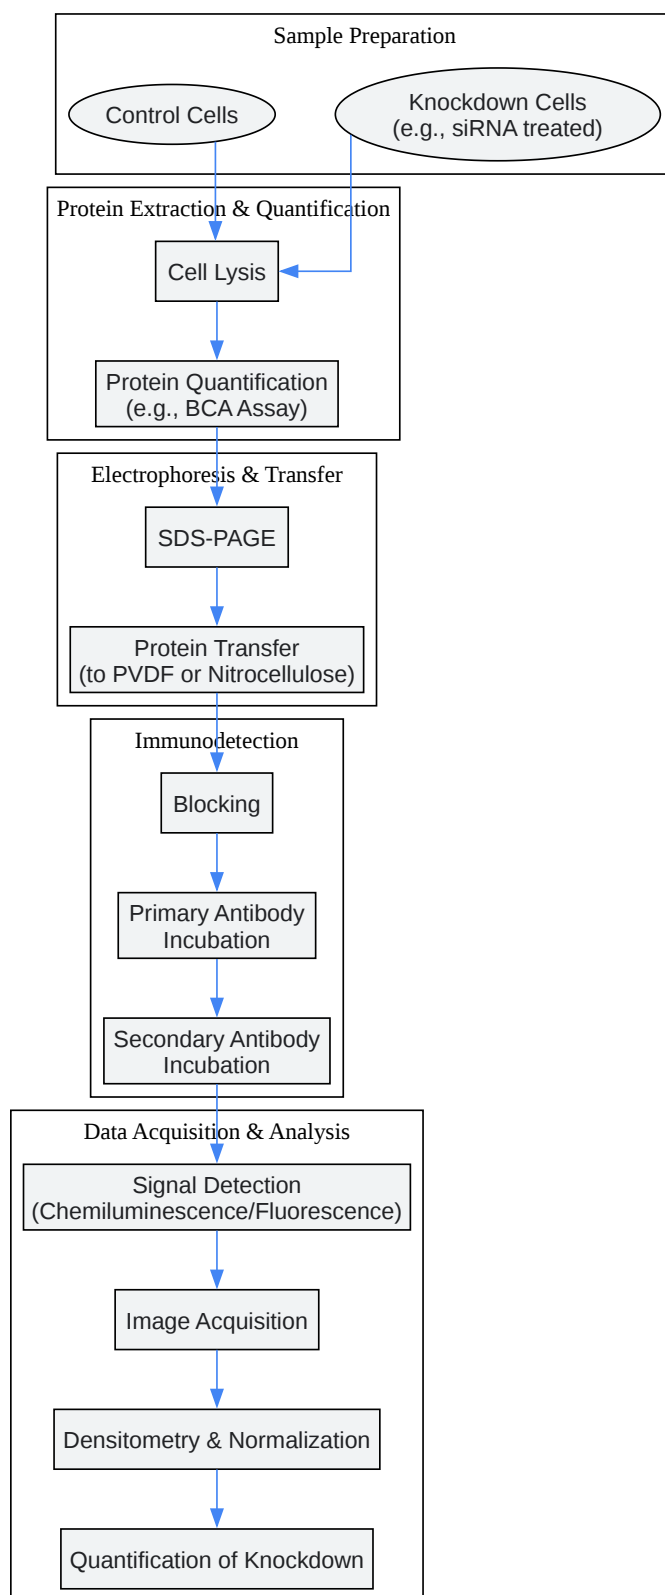 Sample Preparation
Control Cells
Knockdown Cells
(e.g., siRNA treated)
Protein Extraction & Quantification
Cell Lysis
Protein Quantification
(e.g., BCA Assay)
Electrophoresis & Transfer
SDS-PAGE
Protein Transfer
(to PVDF or Nitrocellulose)
Immunodetection
Blocking
Primary Antibody
Incubation
Secondary Antibody
Incubation
Data Acquisition & Analysis
Signal Detection
(Chemiluminescence/Fluorescence)
Image Acquisition
Densitometry & Normalization
Quantification of Knockdown